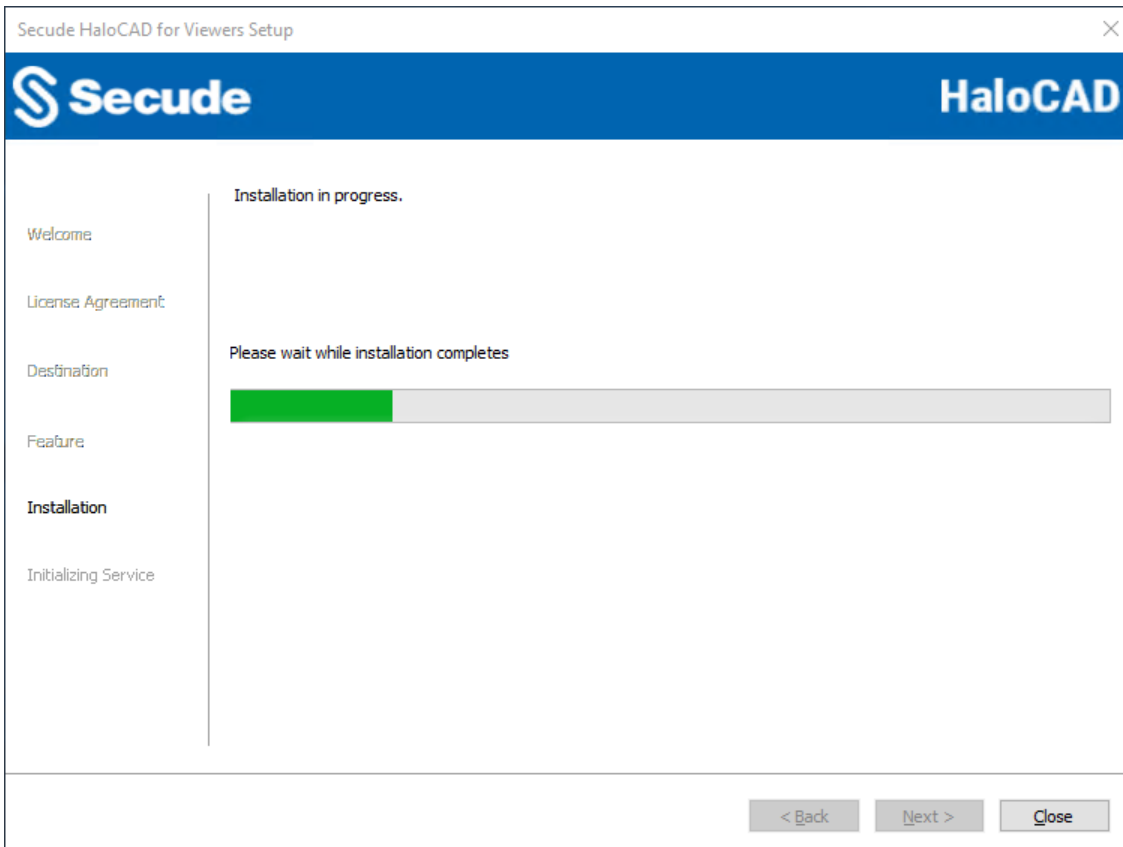 Secude HaloCAD for Viewers Setup
Secude
HaloCAD
Installation in progress.
Welcome
License Agreement
Please wait while installation completes
Destination
Feature
Installation
Initializing Service
< Back
Next >
Close